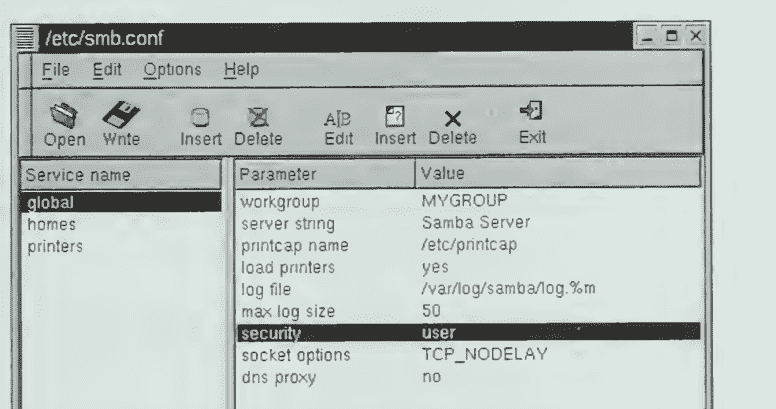 /etc/smb.conf
File Edit Options Help
Open Write Insert Delete Edit Insert Delete Exit
Service name
global
homes
printers
Parameter Value
workgroup MYGROUP
server string Samba Server
printcap name /etc/printcap
load printers yes
log file /var/log/samba/log.%m
max log size 50
security user
socket options TCP_NODELAY
dns proxy no